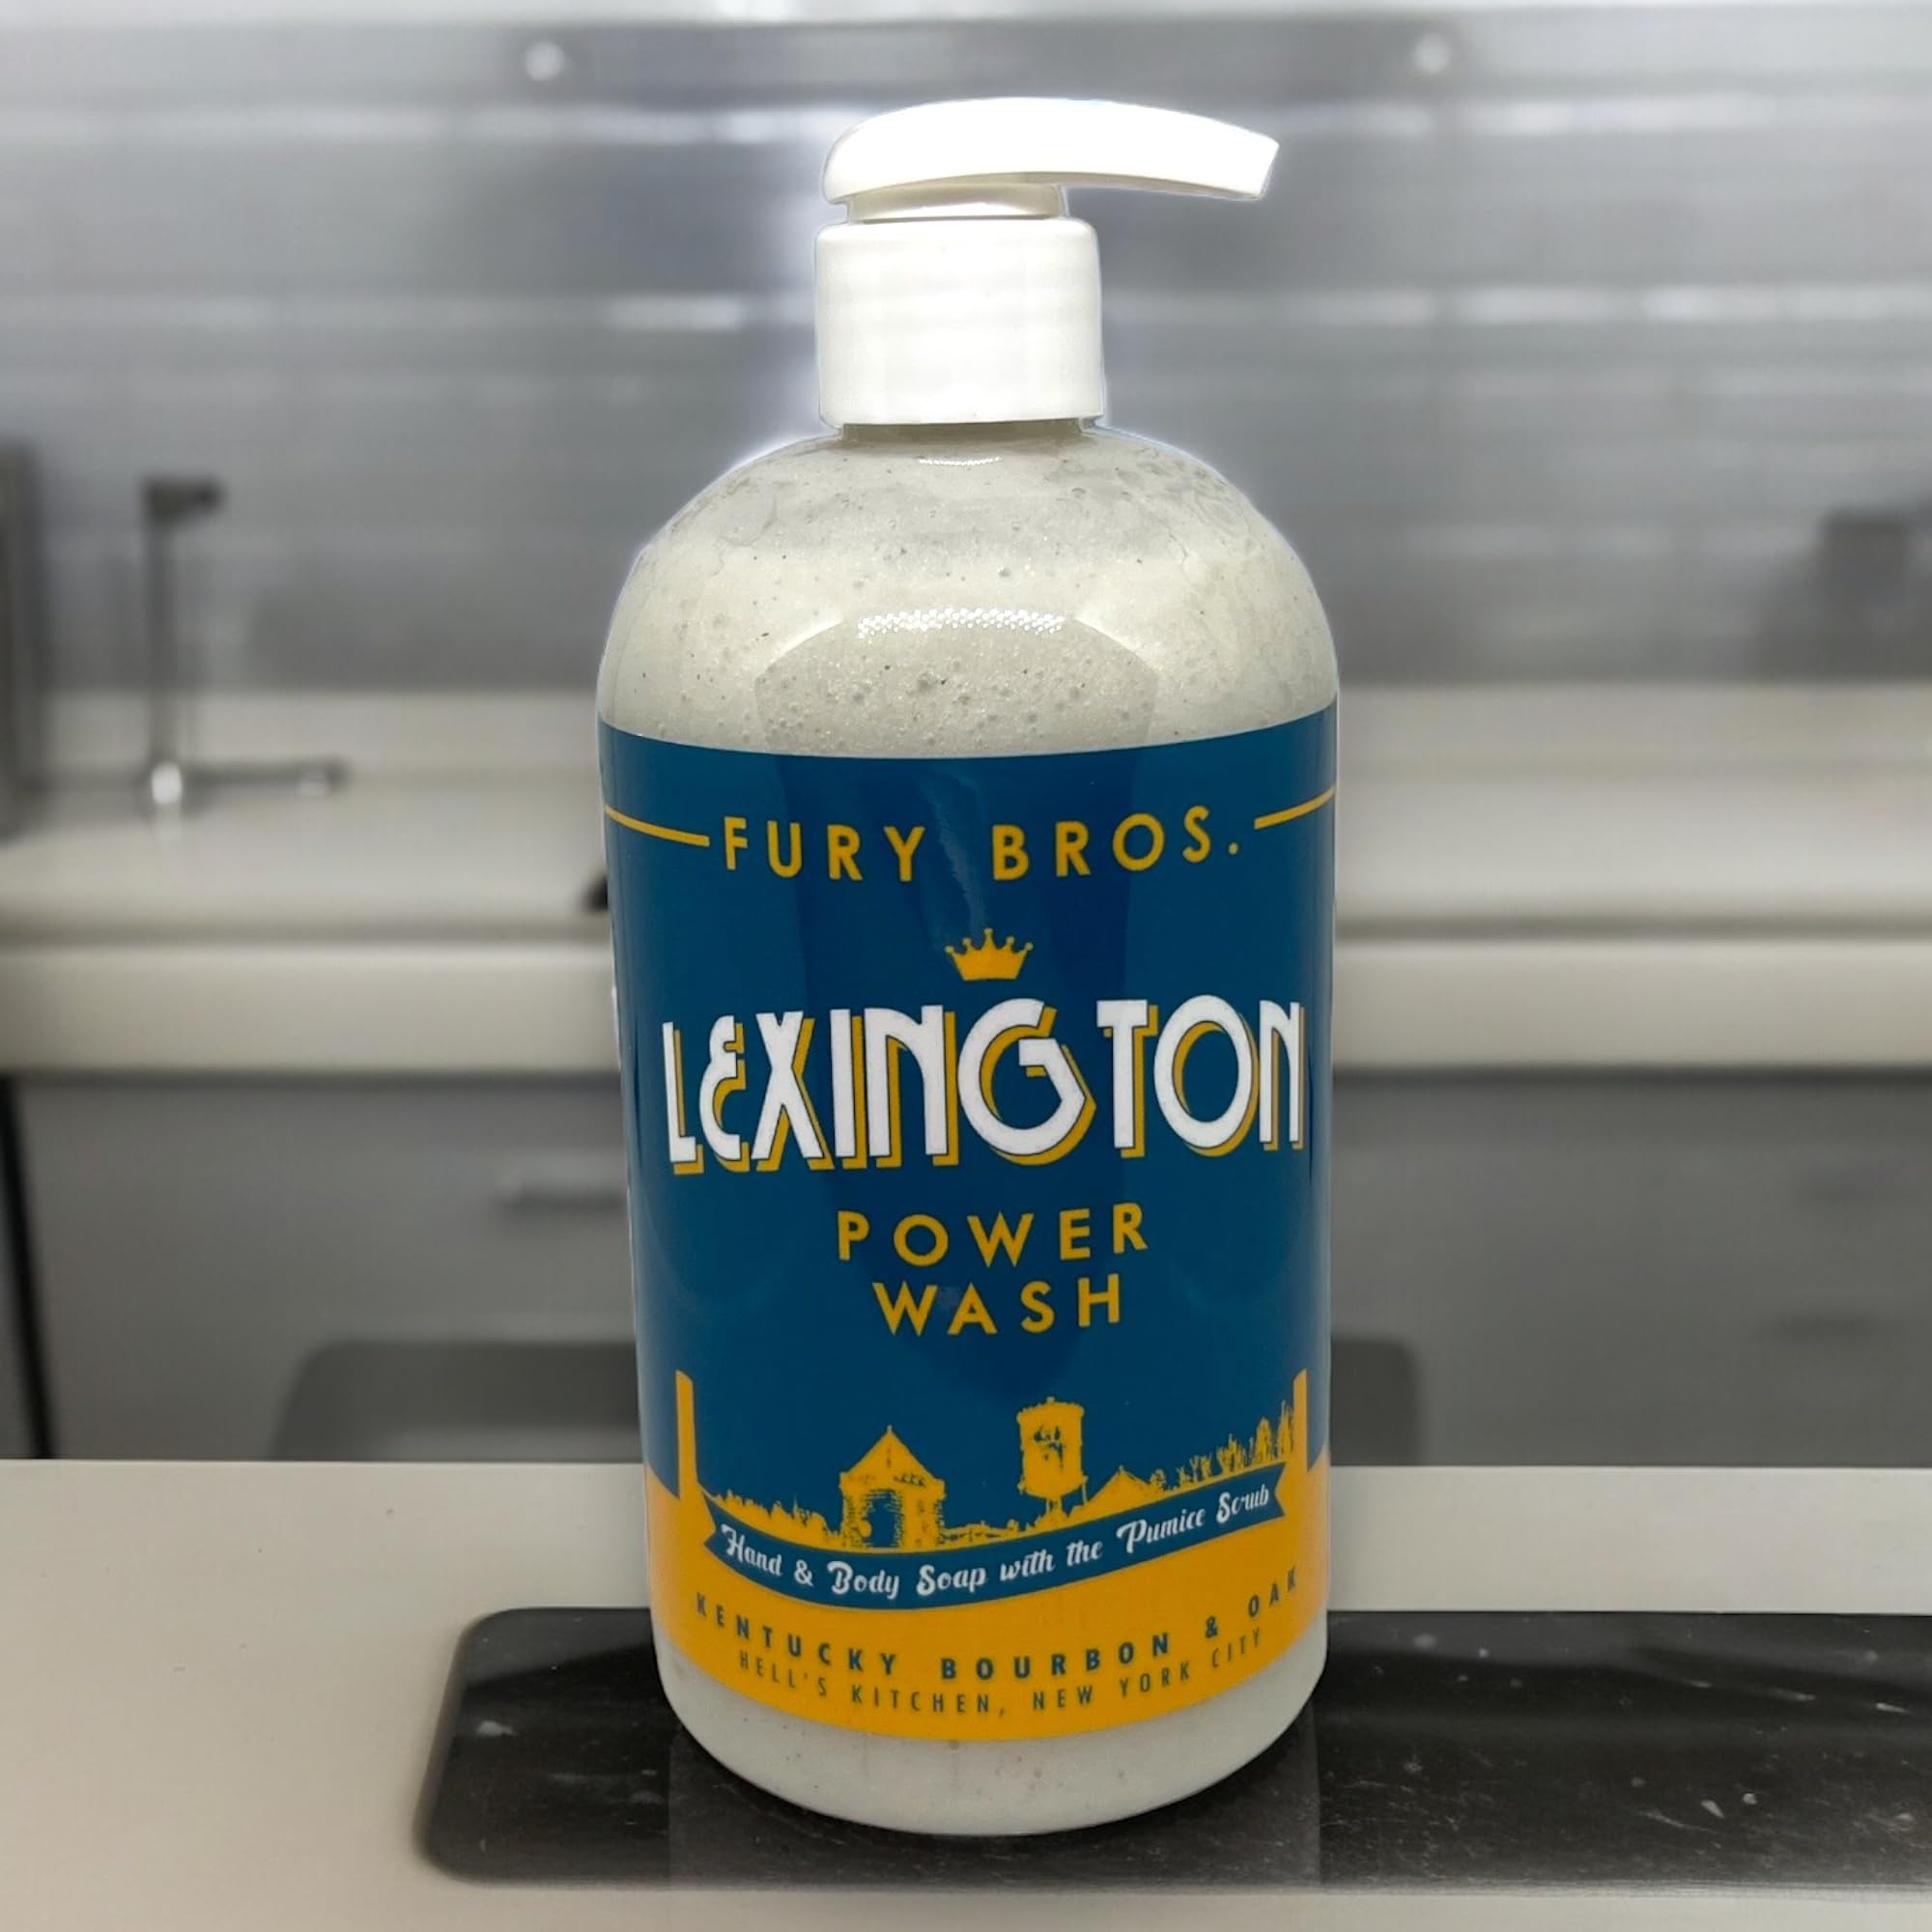 FURY BROS.
LEXINGTON
POWER
WASH
Hand & Body Soap with the Pumice Scrub
KENTUCKY BOURBON & OAK
HELL'S KITCHEN, NEW YORK CITY